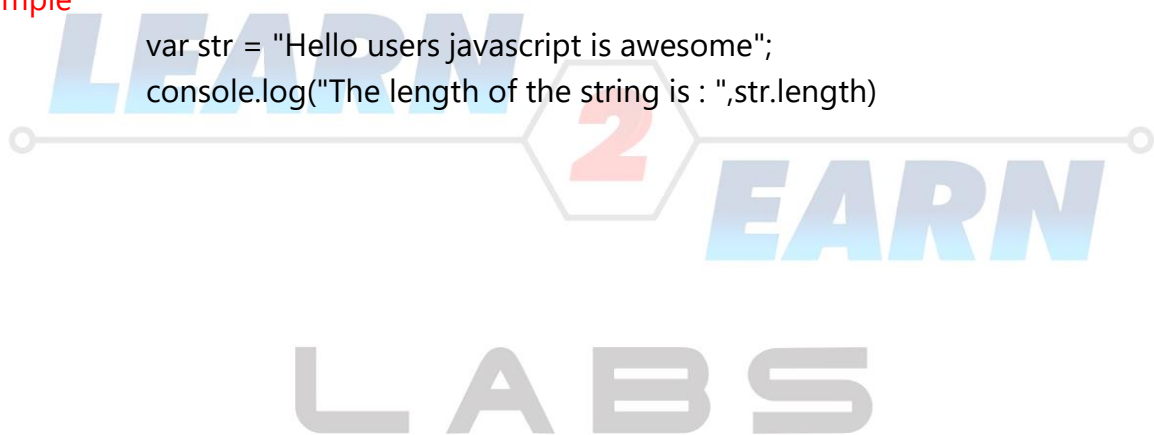 var str = "Hello users javascript is awesome";
console.log("The length of the string is : ",str.length)
LEARN
2
EARN
LABS